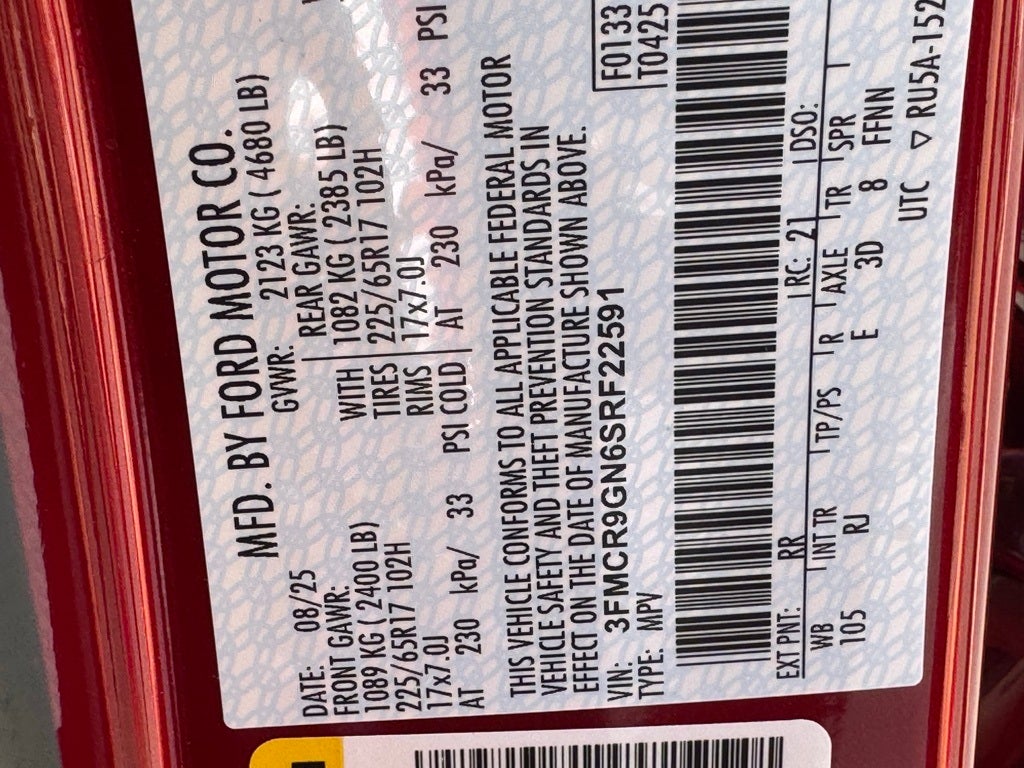 MFD. BY FORD MOTOR CO.
DATE: 08/25 GVWR: 2123 KG ( 4680 LB)
FRONT GAWR: REAR GAWR:
1089 KG ( 2400 LB) WITH 1082 KG ( 2385 LB)
225/65R17 102H TIRES 225/65R17 102H
17x7.0J RIMS 17x7.0J
AT 230 kPa/ 33 PSI COLD AT 230 kPa/ 33 PSI
THIS VEHICLE CONFORMS TO ALL APPLICABLE FEDERAL MOTOR
VEHICLE SAFETY AND THEFT PREVENTION STANDARDS IN
EFFECT ON THE DATE OF MANUFACTURE SHOWN ABOVE.
VIN: 3FMCR9GN6SRF22591
TYPE: MPV
F0133
T0425
EXT PNT: RR RC: 21 DSO:
WB INT TR TP/PS R AXLE TR SPR
105 RJ E 3D 8 FFNN
UTC ▽ RU5A-152